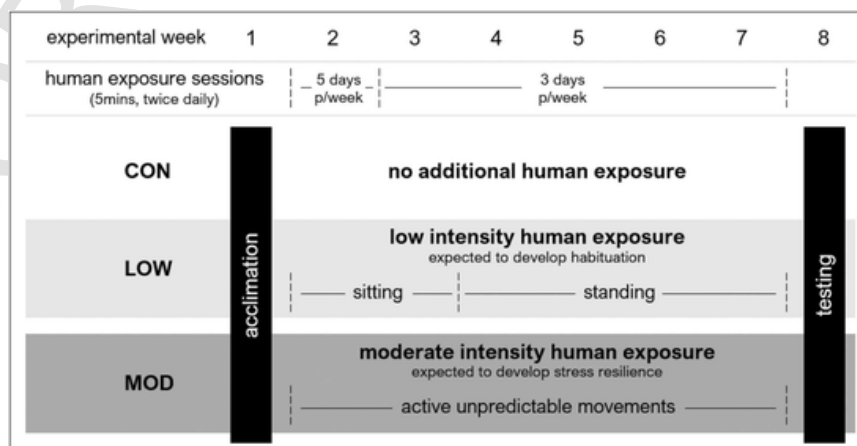 experimental week 1 2 3 4 5 6 7 8
human exposure sessions
(5mins, twice daily)
5 days
p/week
3 days
p/week
CON
no additional human exposure
LOW
low intensity human exposure
expected to develop habituation
sitting
standing
MOD
moderate intensity human exposure
expected to develop stress resilience
active unpredictable movements
acclimation
testing